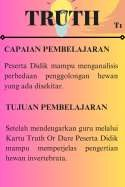 TRUTH
T1
CAPAIAN PEMBELAJARAN
Peserta Didik mampu menganalisis
perbedaan penggolongan hewan
yang ada disekitar.
TUJUAN PEMBELAJARAN
Setelah mendengarkan guru melalui
Kartu Truth Or Dare Peserta Didik
mampu memperjelas pengertian
hewan invertebrata.